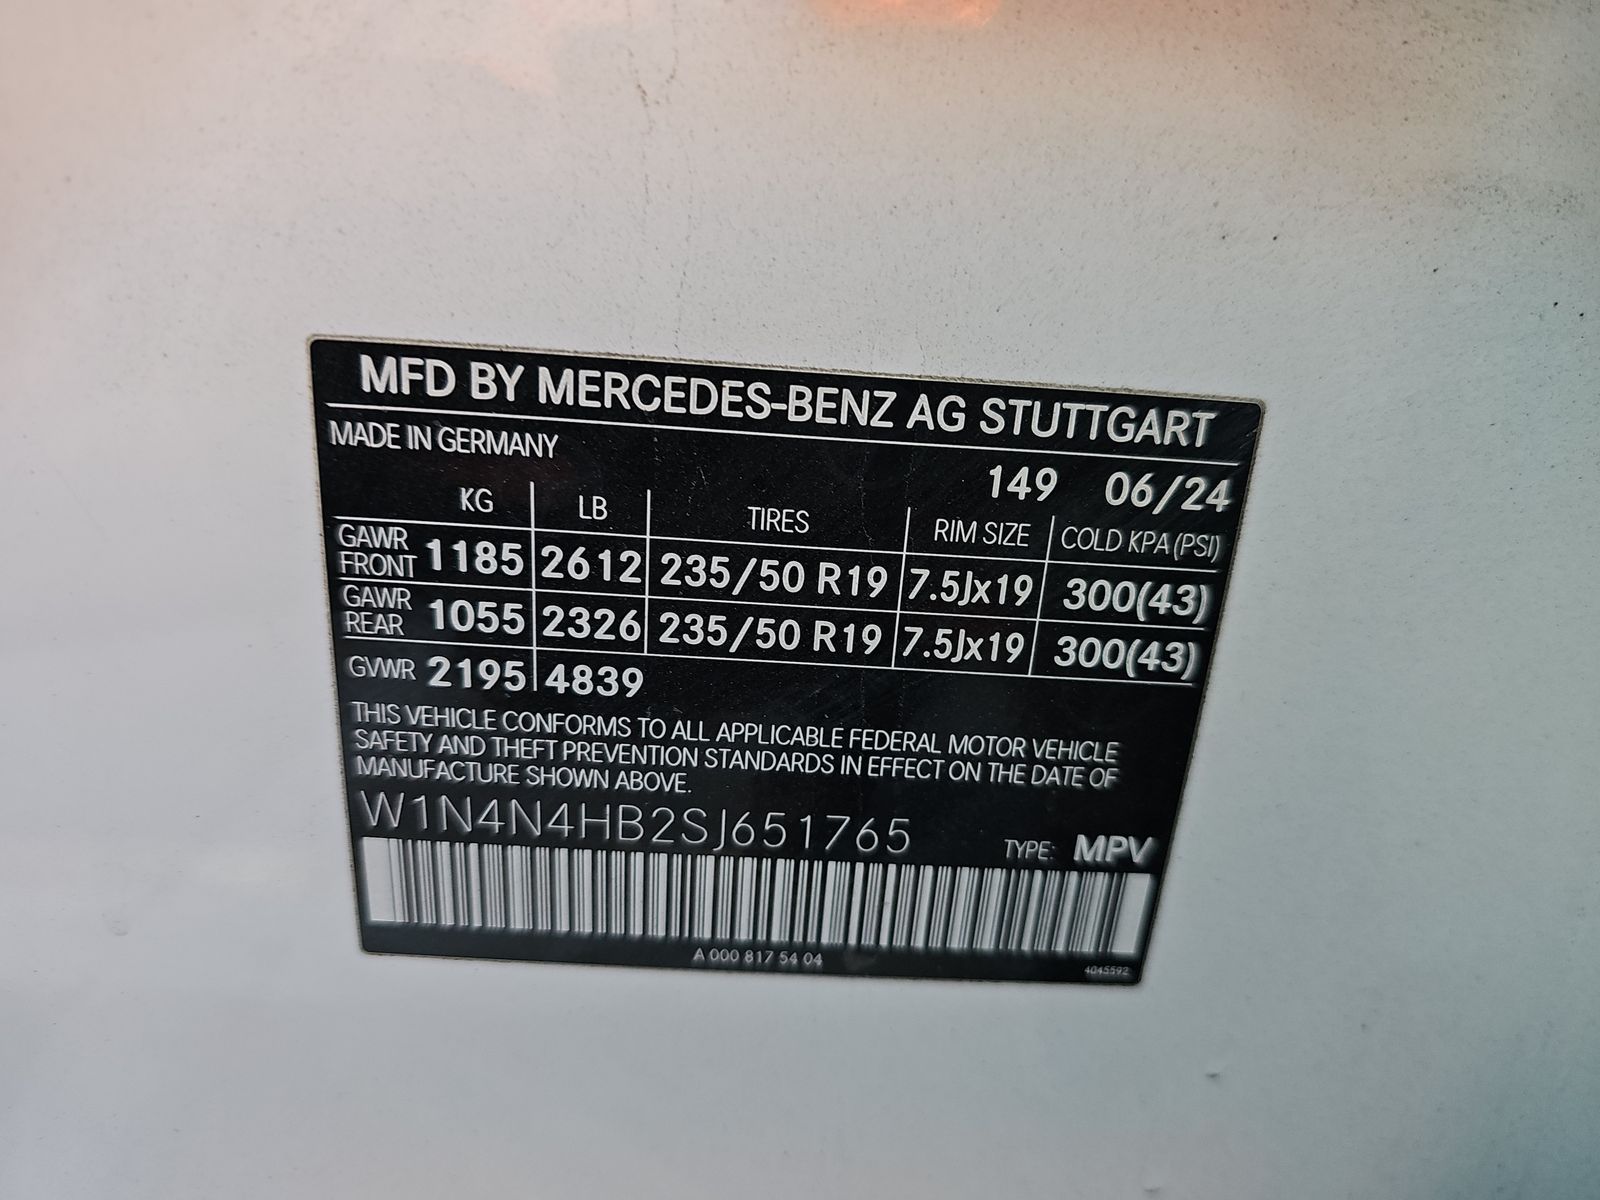 MFD BY MERCEDES-BENZ AG STUTTGART
MADE IN GERMANY
149 06/24
KG LB TIRES RIM SIZE COLD KPA (PSI)
GAWR FRONT 1185 2612 235/50 R19 7.5Jx19 300(43)
GAWR REAR 1055 2326 235/50 R19 7.5Jx19 300(43)
GVWR 2195 4839
THIS VEHICLE CONFORMS TO ALL APPLICABLE FEDERAL MOTOR VEHICLE
SAFETY AND THEFT PREVENTION STANDARDS IN EFFECT ON THE DATE OF
MANUFACTURE SHOWN ABOVE.
W1N4N4HB2SJ651765 TYPE: MPV
A 000 817 54 04
4045592